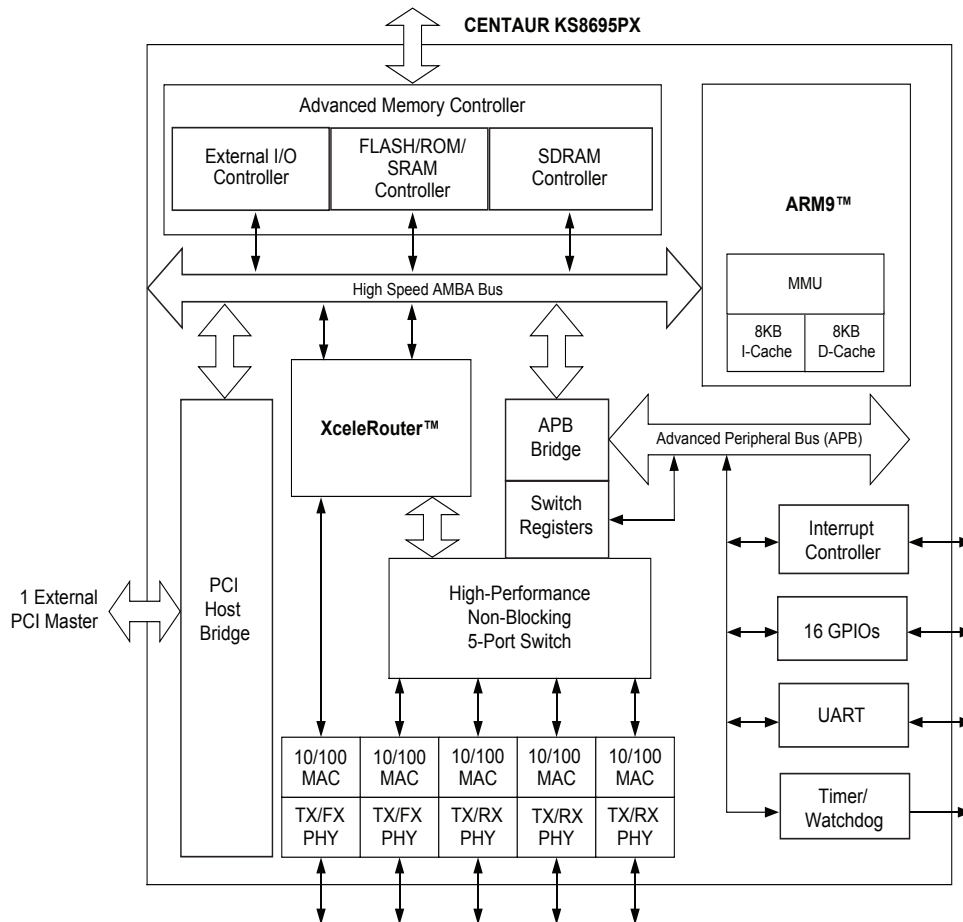 CENTAUR KS8695PX
Advanced Memory Controller
External I/O
Controller
FLASH/ROM/
SRAM
Controller
SDRAM
Controller
ARM9™
MMU
8KB
I-Cache
8KB
D-Cache
High Speed AMBA Bus
XceleRouter™
APB
Bridge
Advanced Peripheral Bus (APB)
Switch
Registers
Interrupt
Controller
1 External
PCI Master
PCI
Host
Bridge
High-Performance
Non-Blocking
5-Port Switch
16 GPIOs
UART
Timer/
Watchdog
10/100
MAC
10/100
MAC
10/100
MAC
10/100
MAC
10/100
MAC
TX/FX
PHY
TX/FX
PHY
TX/RX
PHY
TX/RX
PHY
TX/RX
PHY